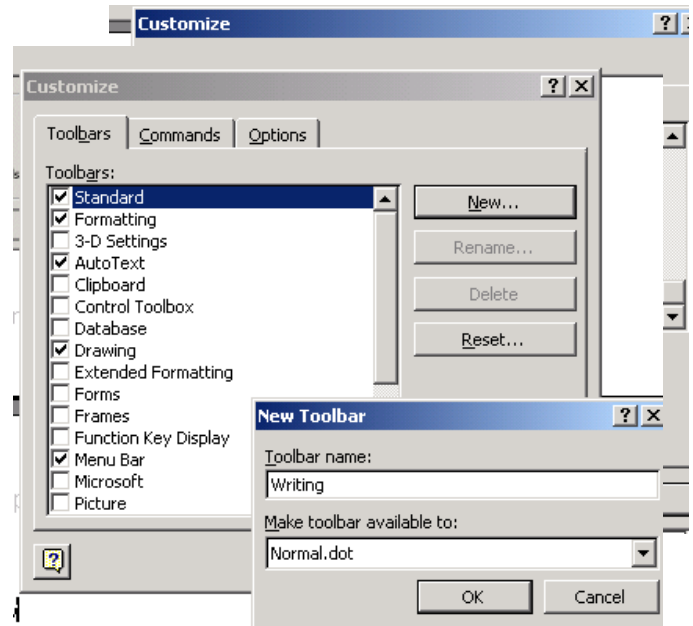 Customize
Customize
Toolbars Commands Options
Toolbars:
Standard
Formatting
3-D Settings
AutoText
Clipboard
Control Toolbox
Database
Drawing
Extended Formatting
Forms
Frames
Function Key Display
Menu Bar
Microsoft
Picture
New...
Rename...
Delete
Reset...
New Toolbar
Toolbar name:
Writing
Make toolbar available to:
Normal.dot
OK Cancel